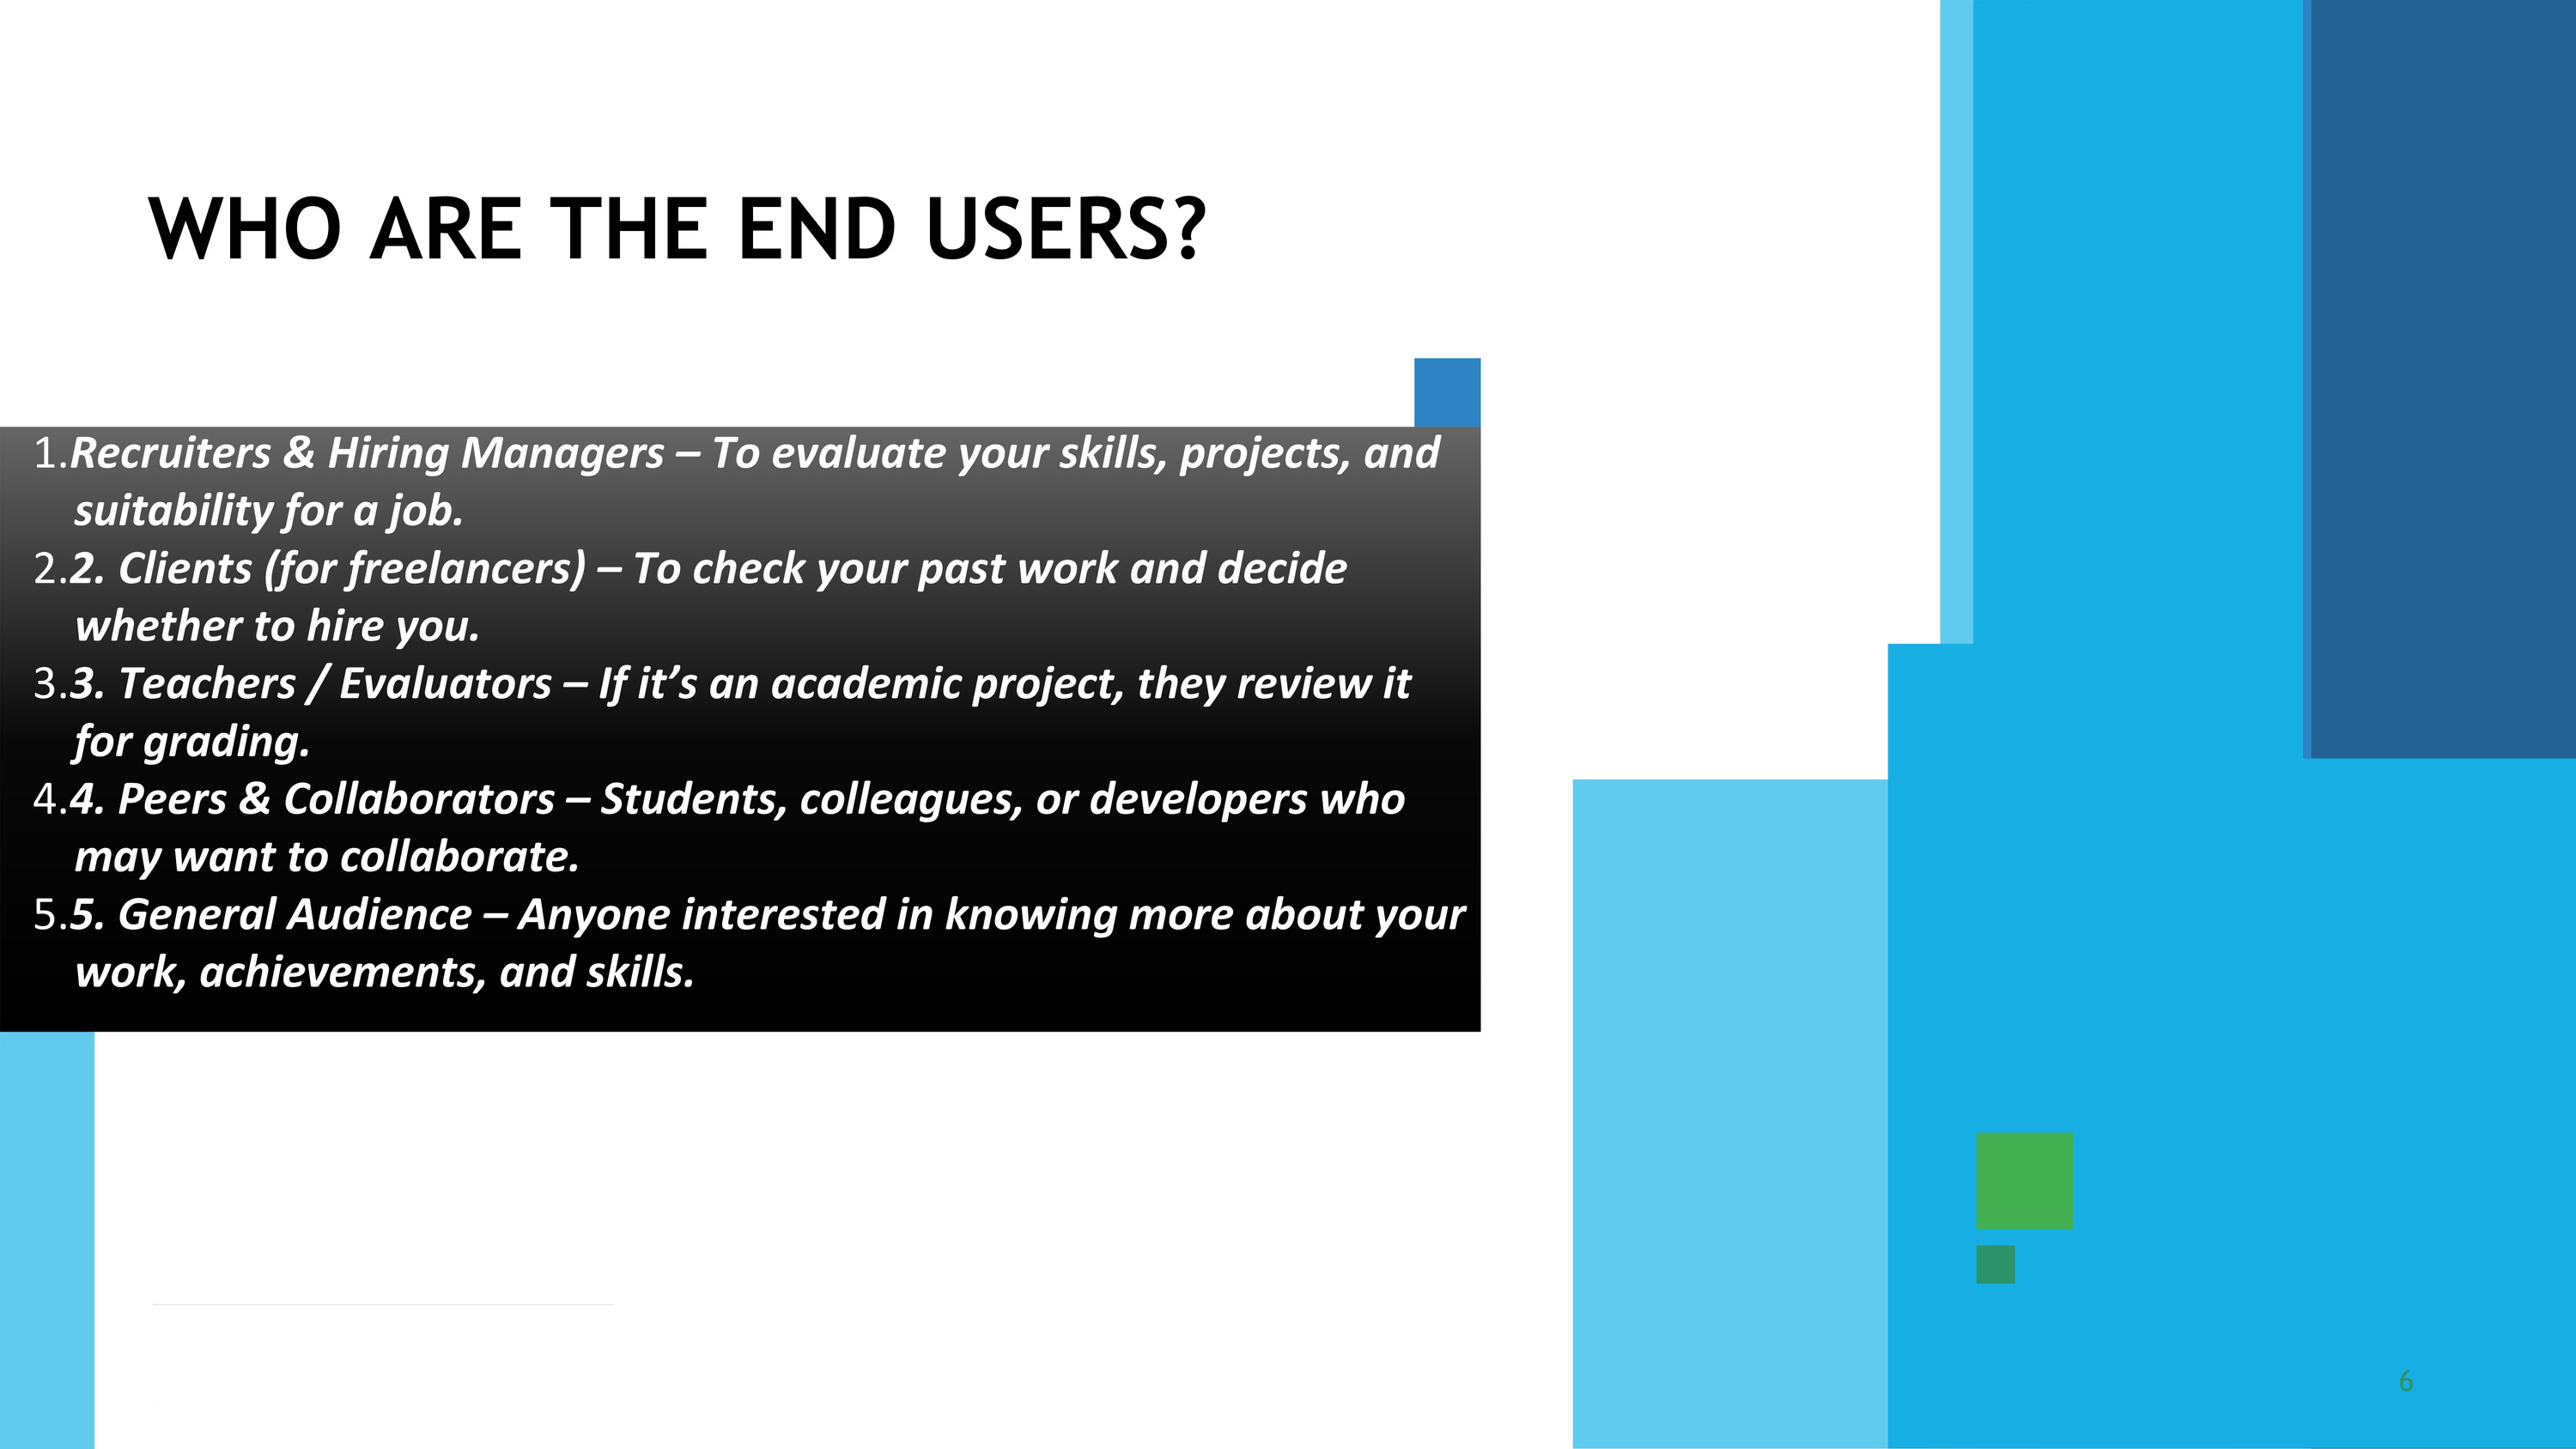 WHO ARE THE END USERS?
1.Recruiters & Hiring Managers – To evaluate your skills, projects, and
suitability for a job.
2.2. Clients (for freelancers) – To check your past work and decide
whether to hire you.
3.3. Teachers / Evaluators – If it’s an academic project, they review it
for grading.
4.4. Peers & Collaborators – Students, colleagues, or developers who
may want to collaborate.
5.5. General Audience – Anyone interested in knowing more about your
work, achievements, and skills.
6